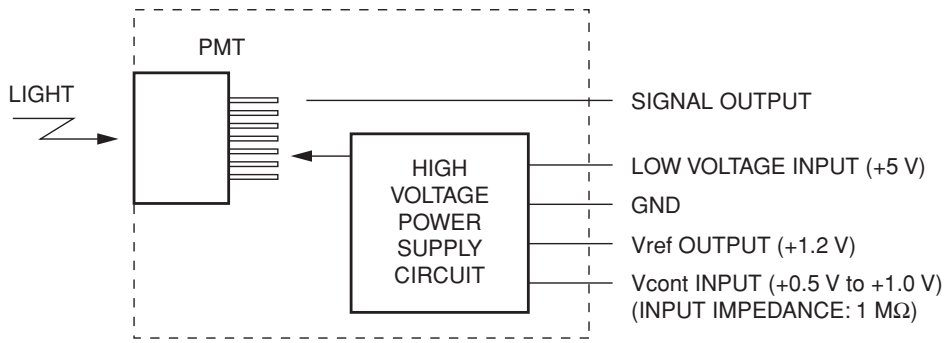 PMT
LIGHT
SIGNAL OUTPUT
HIGH
VOLTAGE
POWER
SUPPLY
CIRCUIT
LOW VOLTAGE INPUT (+5 V)
GND
Vref OUTPUT (+1.2 V)
Vcont INPUT (+0.5 V to +1.0 V)
(INPUT IMPEDANCE: 1 MΩ)